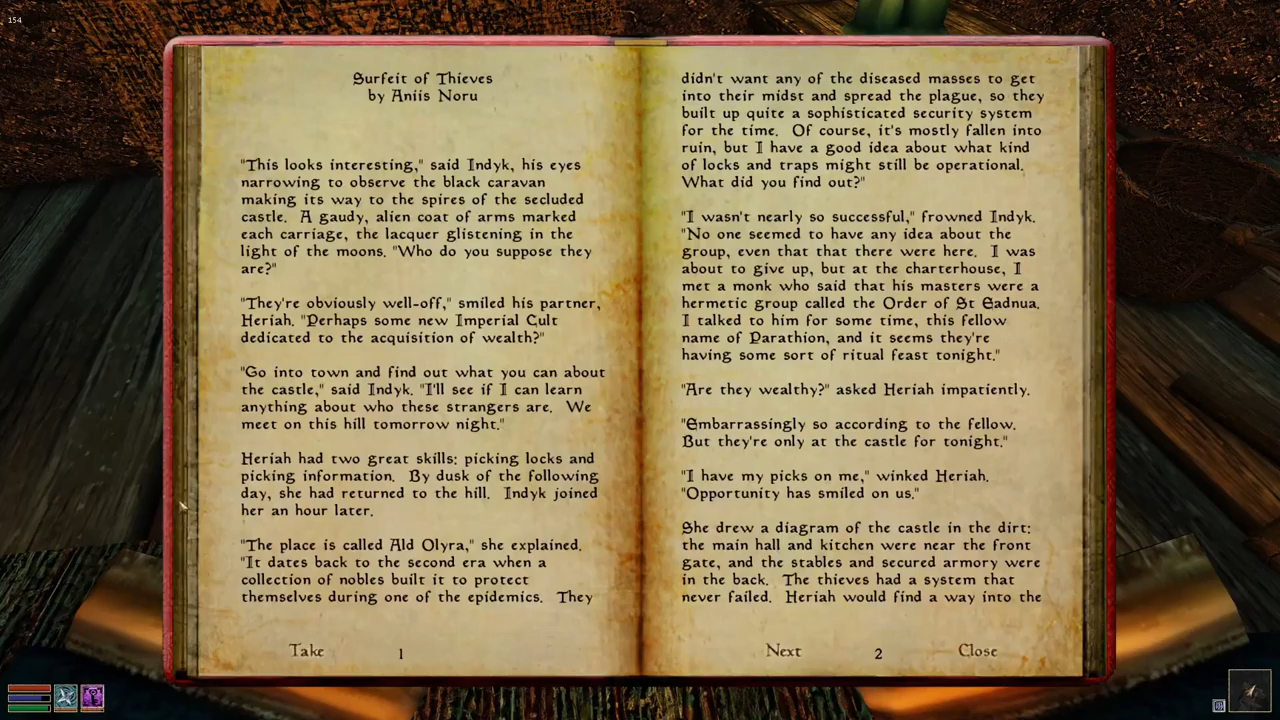 154
Surfeit of Thieves
by Aniis Noru
"This looks interesting," said Indyk, his eyes
narrowing to observe the black caravan
making its way to the spires of the secluded
castle. A gaudy, alien coat of arms marked
each carriage, the lacquer glistening in the
light of the moons. "Who do you suppose they
are?"
"They're obviously well-off," smiled his partner,
Heriah. "Perhaps some new Imperial Cult
dedicated to the acquisition of wealth?"
"Go into town and find out what you can about
the castle," said Indyk. "I'll see if I can learn
anything about who these strangers are. We
meet on this hill tomorrow night."
Heriah had two great skills: picking locks and
picking information. By dusk of the following
day, she had returned to the hill. Indyk joined
her an hour later.
"The place is called Ald Olyra," she explained.
"It dates back to the second era when a
collection of nobles built it to protect
themselves during one of the epidemics. They
didn't want any of the diseased masses to get
into their midst and spread the plague, so they
built up quite a sophisticated security system
for the time. Of course, it's mostly fallen into
ruin, but I have a good idea about what kind
of locks and traps might still be operational.
What did you find out?"
"I wasn't nearly so successful," frowned Indyk.
"No one seemed to have any idea about the
group, even that that there were here. I was
about to give up, but at the charterhouse, I
met a monk who said that his masters were a
hermetic group called the Order of St Eadnua.
I talked to him for some time, this fellow
name of Parathion, and it seems they're
having some sort of ritual feast tonight."
"Are they wealthy?" asked Heriah impatiently.
"Embarrassingly so according to the fellow.
But they're only at the castle for tonight."
"I have my picks on me," winked Heriah.
"Opportunity has smiled on us."
She drew a diagram of the castle in the dirt:
the main hall and kitchen were near the front
gate, and the stables and secured armory were
in the back. The thieves had a system that
never failed. Heriah would find a way into the
Take
1
Next
2
Close